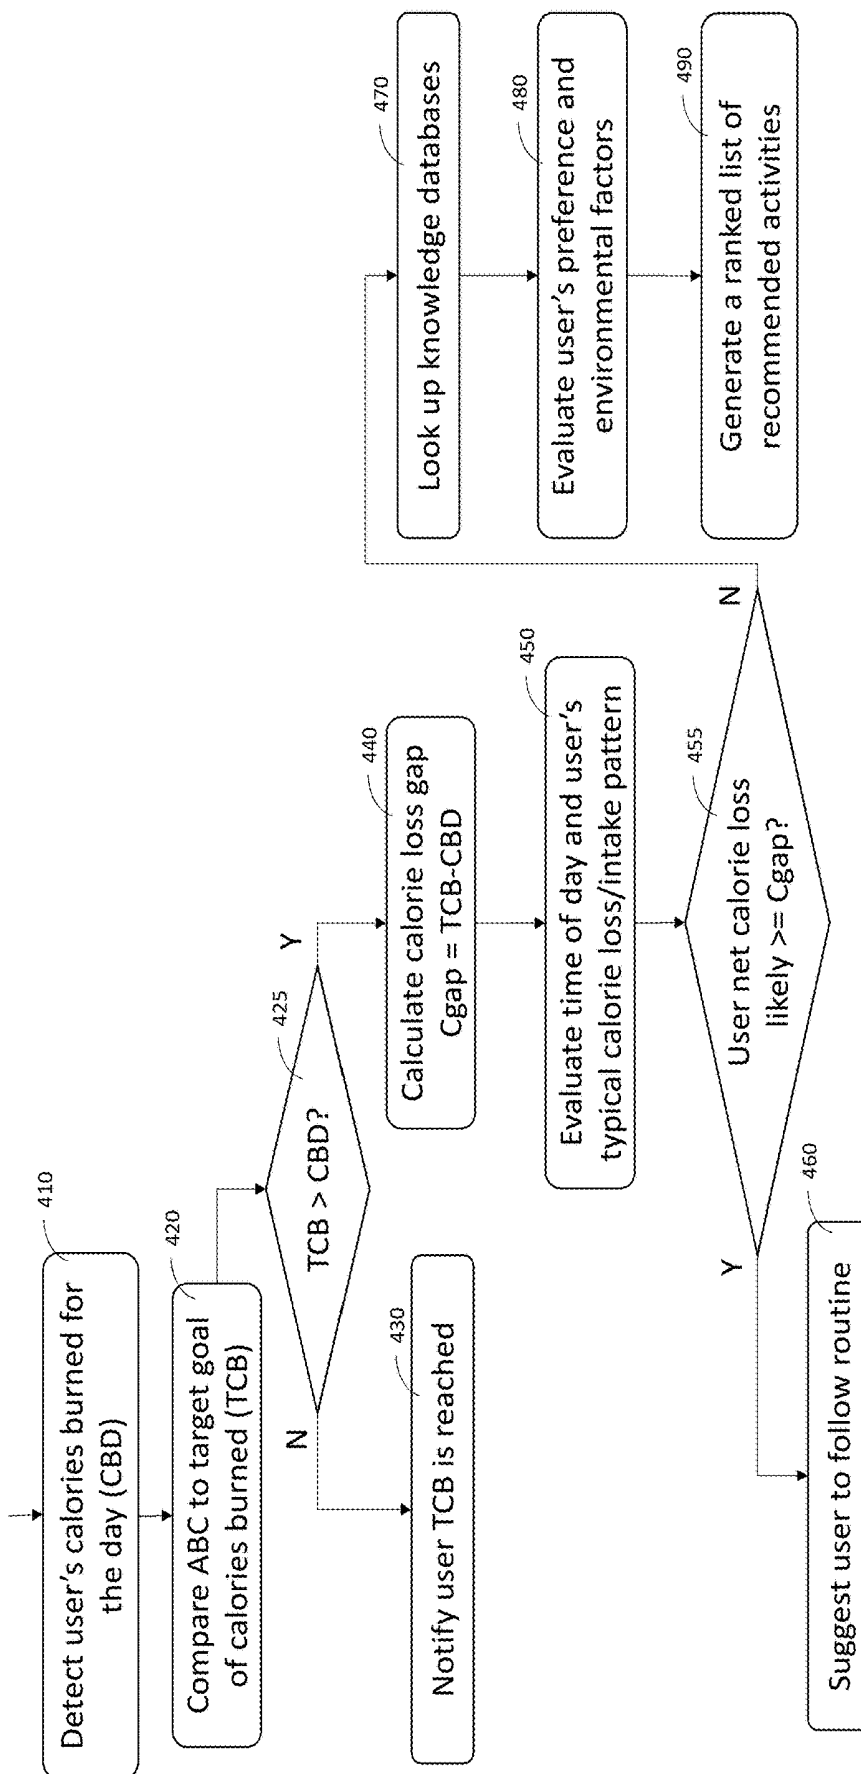 410
Detect user's calories burned for
the day (CBD)
420
Compare ABC to target goal
of calories burned (TCB)
425
TCB > CBD?
N
Y
430
Notify user TCB is reached
440
Calculate calorie loss gap
Cgap = TCB-CBD
450
Evaluate time of day and user's
typical calorie loss/intake pattern
455
User net calorie loss
likely >= Cgap?
Y
N
460
Suggest user to follow routine
470
Look up knowledge databases
480
Evaluate user's preference and
environmental factors
490
Generate a ranked list of
recommended activities